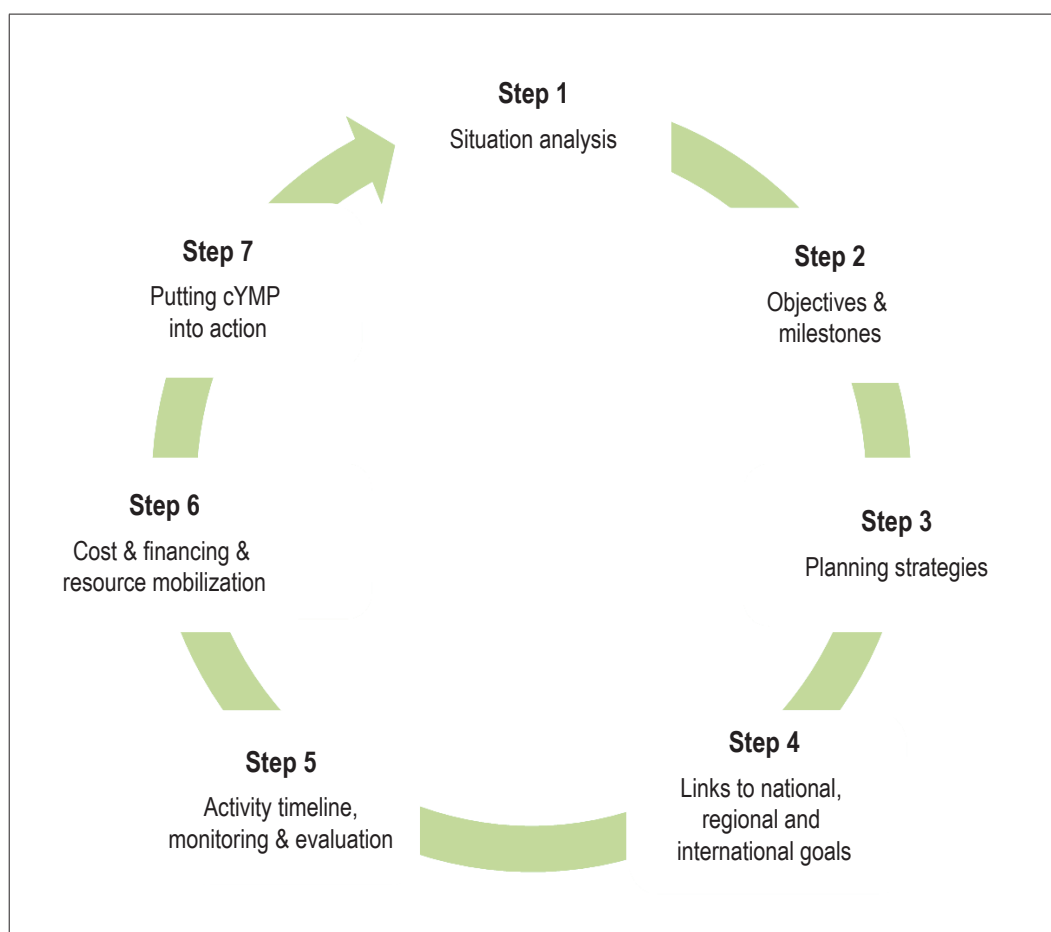 Step 1
Situation analysis
Step 2
Objectives &
milestones
Step 3
Planning strategies
Step 4
Links to national,
regional and
international goals
Step 5
Activity timeline,
monitoring & evaluation
Step 6
Cost & financing &
resource mobilization
Step 7
Putting cYMP
into action